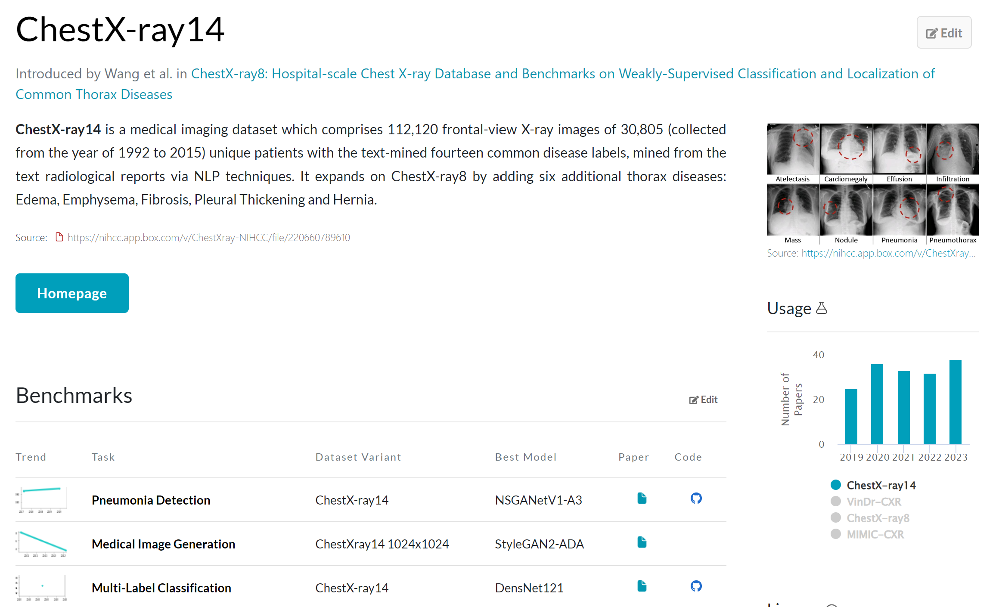 ChestX-ray14
Edit
Introduced by Wang et al. in ChestX-ray8: Hospital-scale Chest X-ray Database and Benchmarks on Weakly-Supervised Classification and Localization of
Common Thorax Diseases
ChestX-ray14 is a medical imaging dataset which comprises 112,120 frontal-view X-ray images of 30,805 (collected
from the year of 1992 to 2015) unique patients with the text-mined fourteen common disease labels, mined from the
text radiological reports via NLP techniques. It expands on ChestX-ray8 by adding six additional thorax diseases:
Edema, Emphysema, Fibrosis, Pleural Thickening and Hernia.
Source: https://nihcc.app.box.com/v/ChestXray-NIHCC/file/220660789610
Homepage
Atelectasis Cardiomegaly Effusion Infiltration
Mass Nodule Pneumonia Pneumothorax
Source: https://nihcc.app.box.com/v/ChestXray...
Usage
Number of
Papers
40
20
0
2019 2020 2021 2022 2023
ChestX-ray14
VinDr-CXR
ChestX-ray8
MIMIC-CXR
Benchmarks
Edit
Trend Task Dataset Variant Best Model Paper Code
Pneumonia Detection ChestX-ray14 NSGANetV1-A3
Medical Image Generation ChestXray14 1024x1024 StyleGAN2-ADA
Multi-Label Classification ChestX-ray14 DensNet121